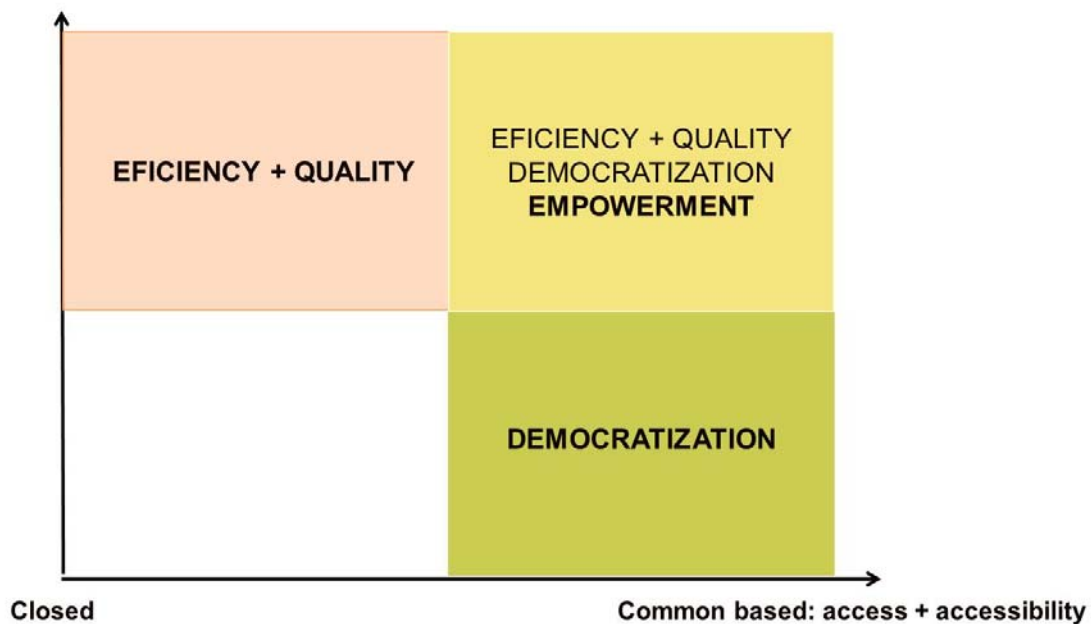 EFICIENCY + QUALITY
EFICIENCY + QUALITY
DEMOCRATIZATION
EMPOWERMENT
DEMOCRATIZATION
Closed
Common based: access + accessibility